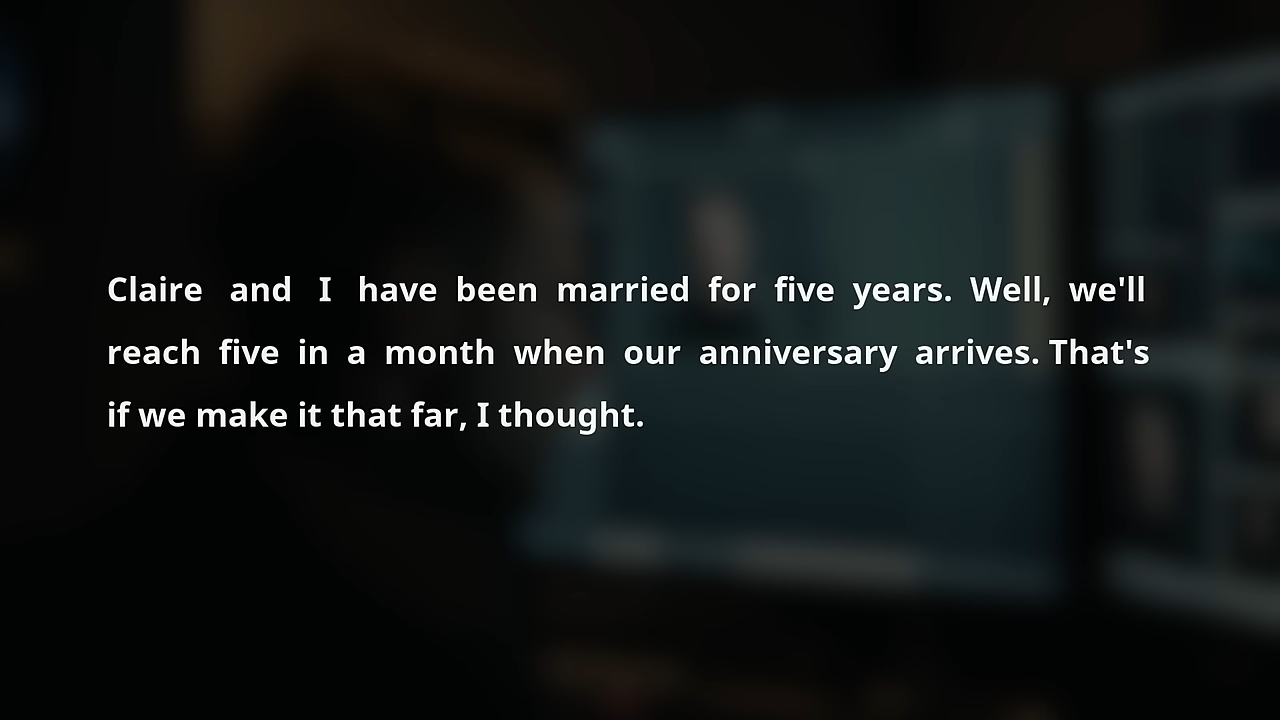 Claire and I have been married for five years. Well, we'll
reach five in a month when our anniversary arrives. That's
if we make it that far, I thought.